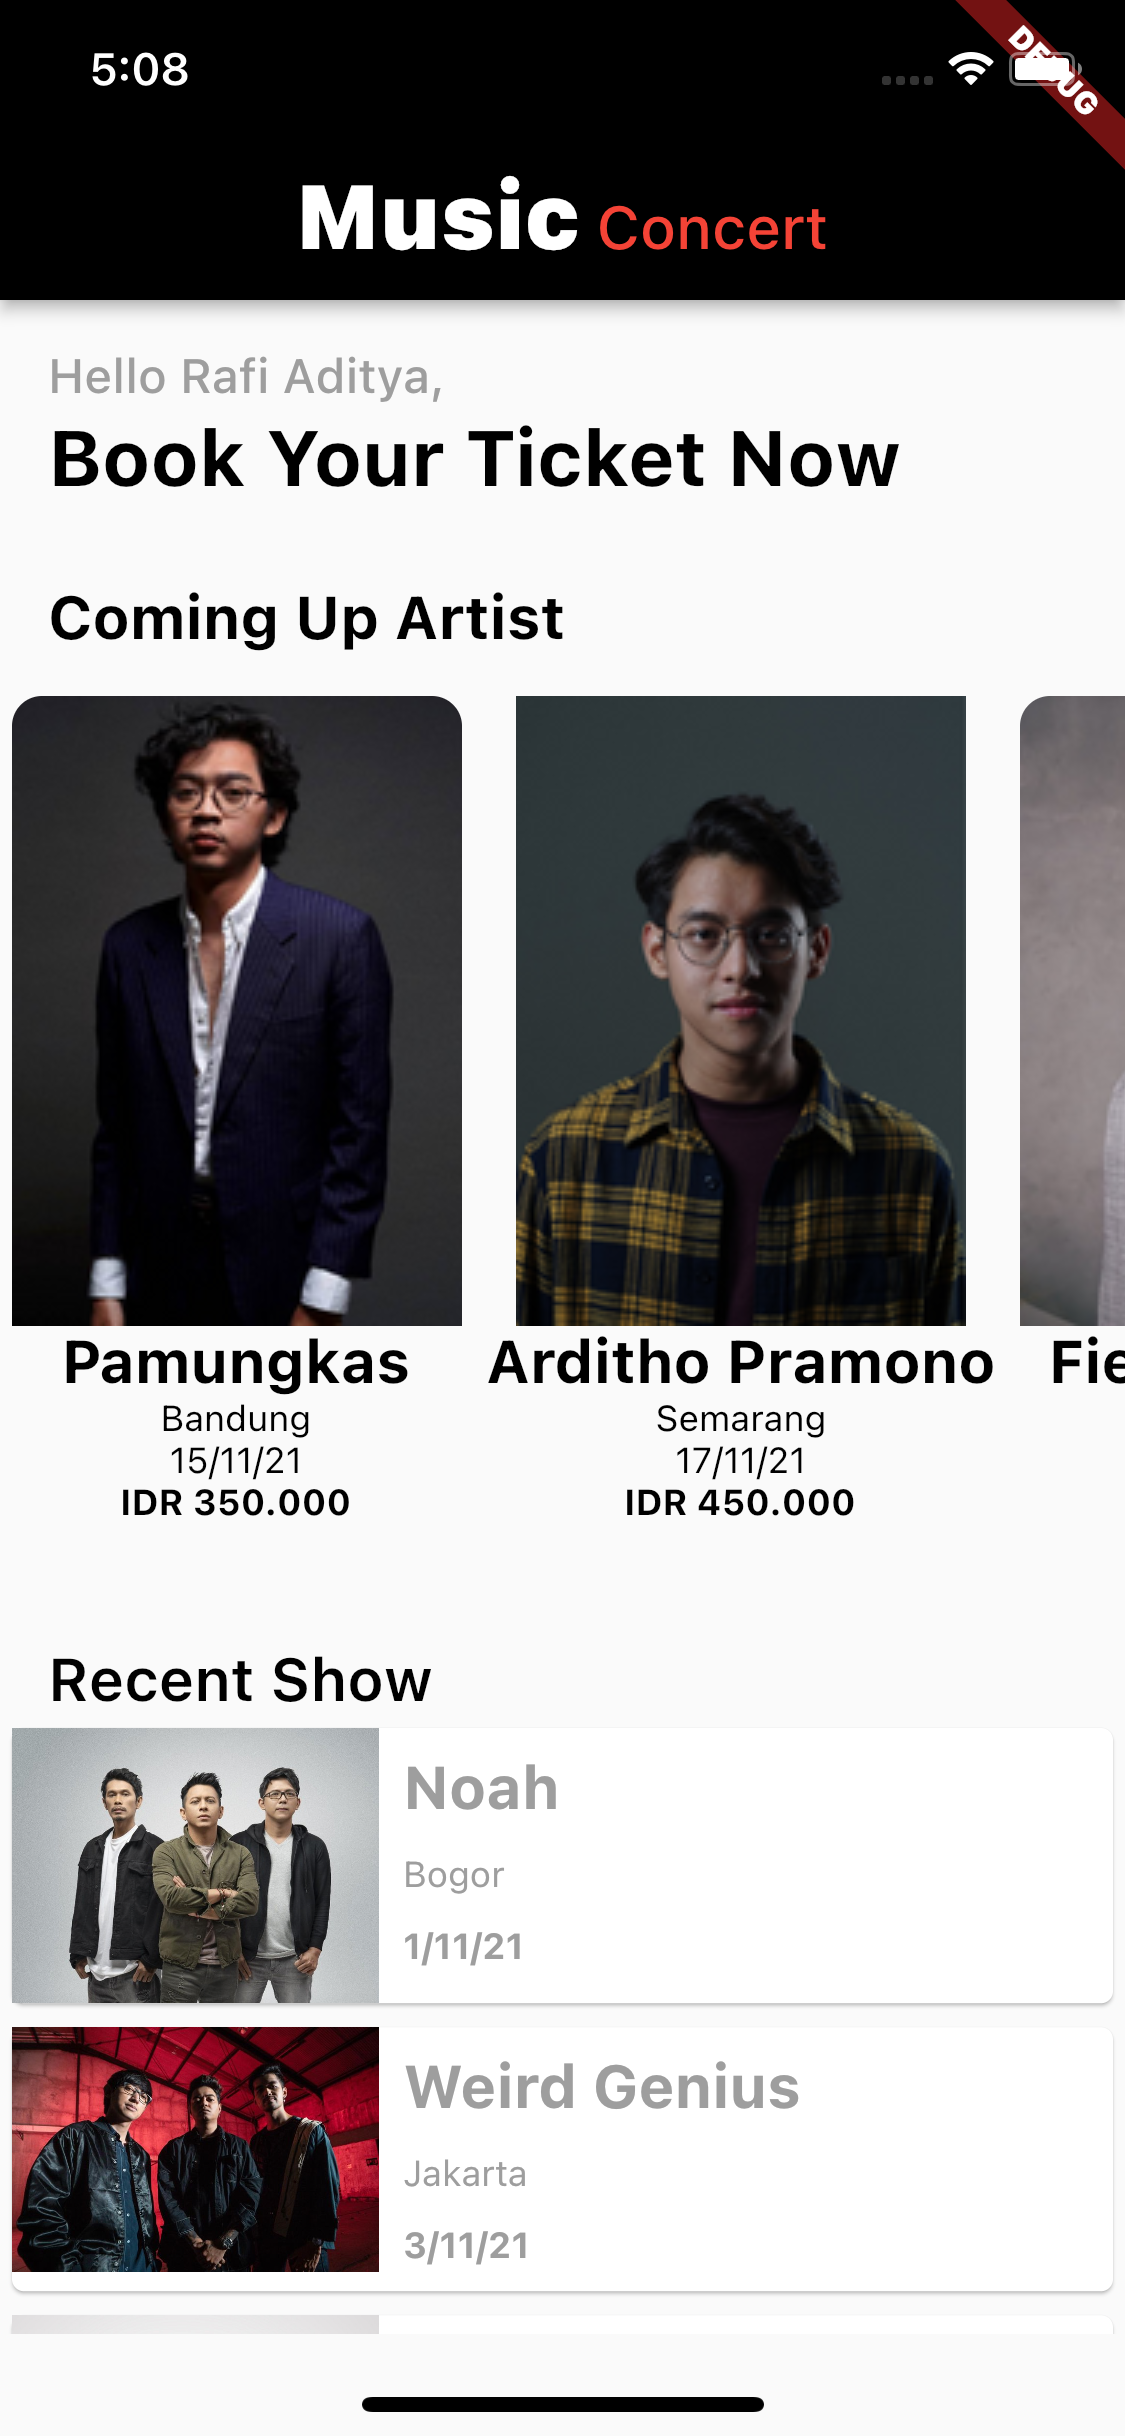 5:08
DEBUG
Music Concert
Hello Rafi Aditya,
Book Your Ticket Now
Coming Up Artist
Pamungkas
Bandung
15/11/21
IDR 350.000
Arditho Pramono
Semarang
17/11/21
IDR 450.000
Fie
Recent Show
Noah
Bogor
1/11/21
Weird Genius
Jakarta
3/11/21